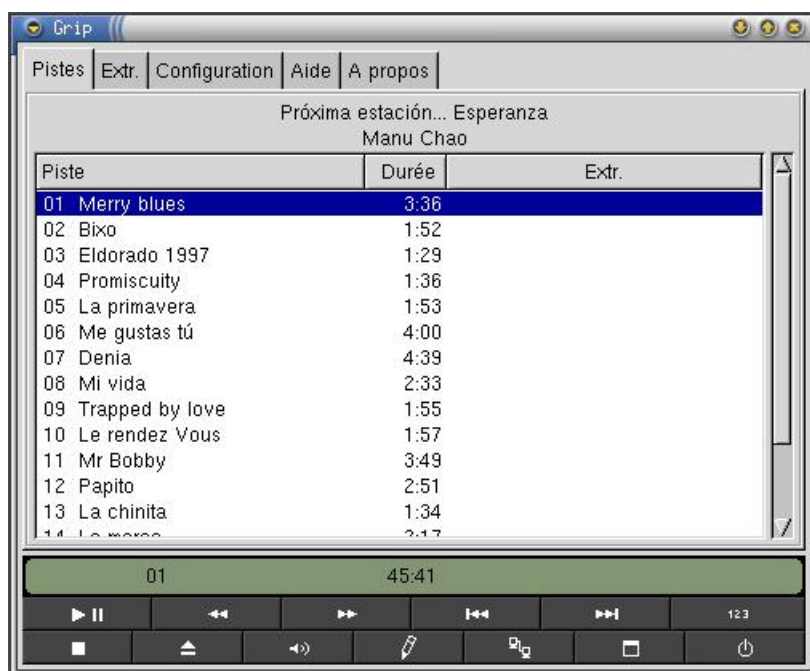 Grip
Pistes Extr. Configuration Aide A propos
Próxima estación... Esperanza
Manu Chao
Piste Durée Extr.
01 Merry blues 3:36
02 Bixo 1:52
03 Eldorado 1997 1:29
04 Promiscuity 1:36
05 La primavera 1:53
06 Me gustas tú 4:00
07 Denia 4:39
08 Mi vida 2:33
09 Trapped by love 1:55
10 Le rendez Vous 1:57
11 Mr Bobby 3:49
12 Papito 2:51
13 La chinita 1:34
01 45:41
123